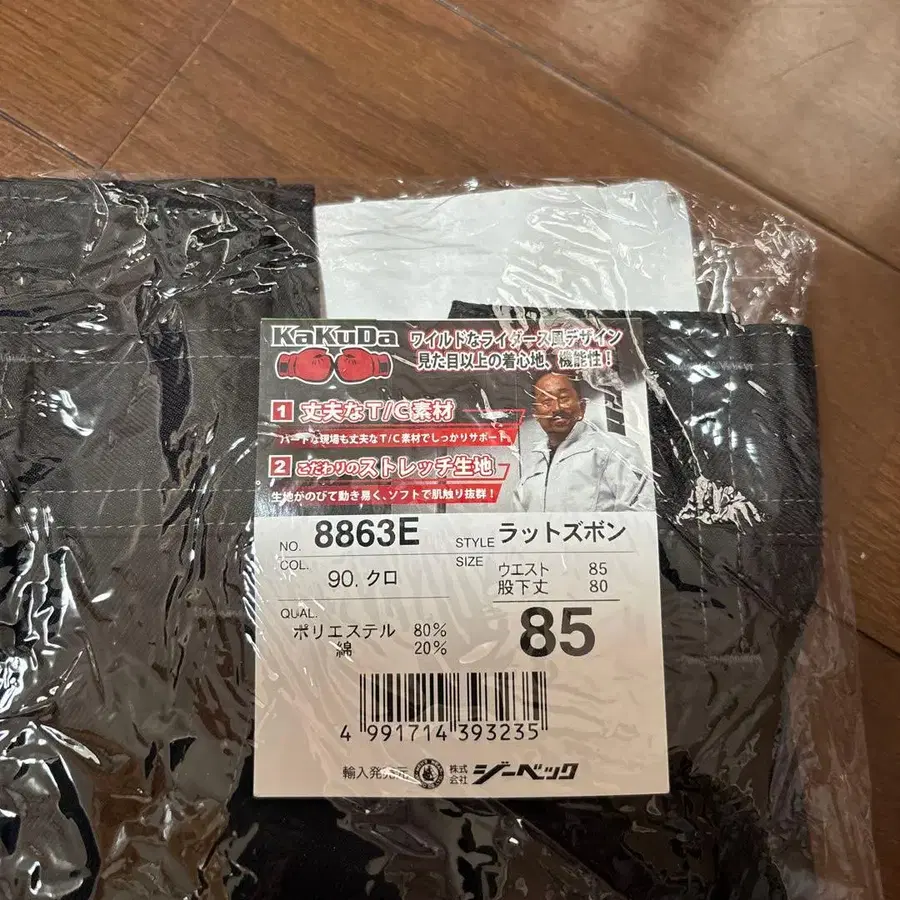 KaKuDa
ワイルドなライダース風デザイン
見た目以上の着心地、機能性！
1 丈夫なT/C素材
ハードな現場も丈夫なT/C素材でしっかりサポート
2 こだわりのストレッチ生地
生地がのびて動き易く、ソフトで肌触り抜群！
NO. 8863E STYLE ラットズボン
COL. 90. クロ
SIZE ウエスト 85
股下丈 80
85
QUAL.
ポリエステル 80%
綿 20%
4 991714 393235
輸入発売元 株式会社 ジーベック